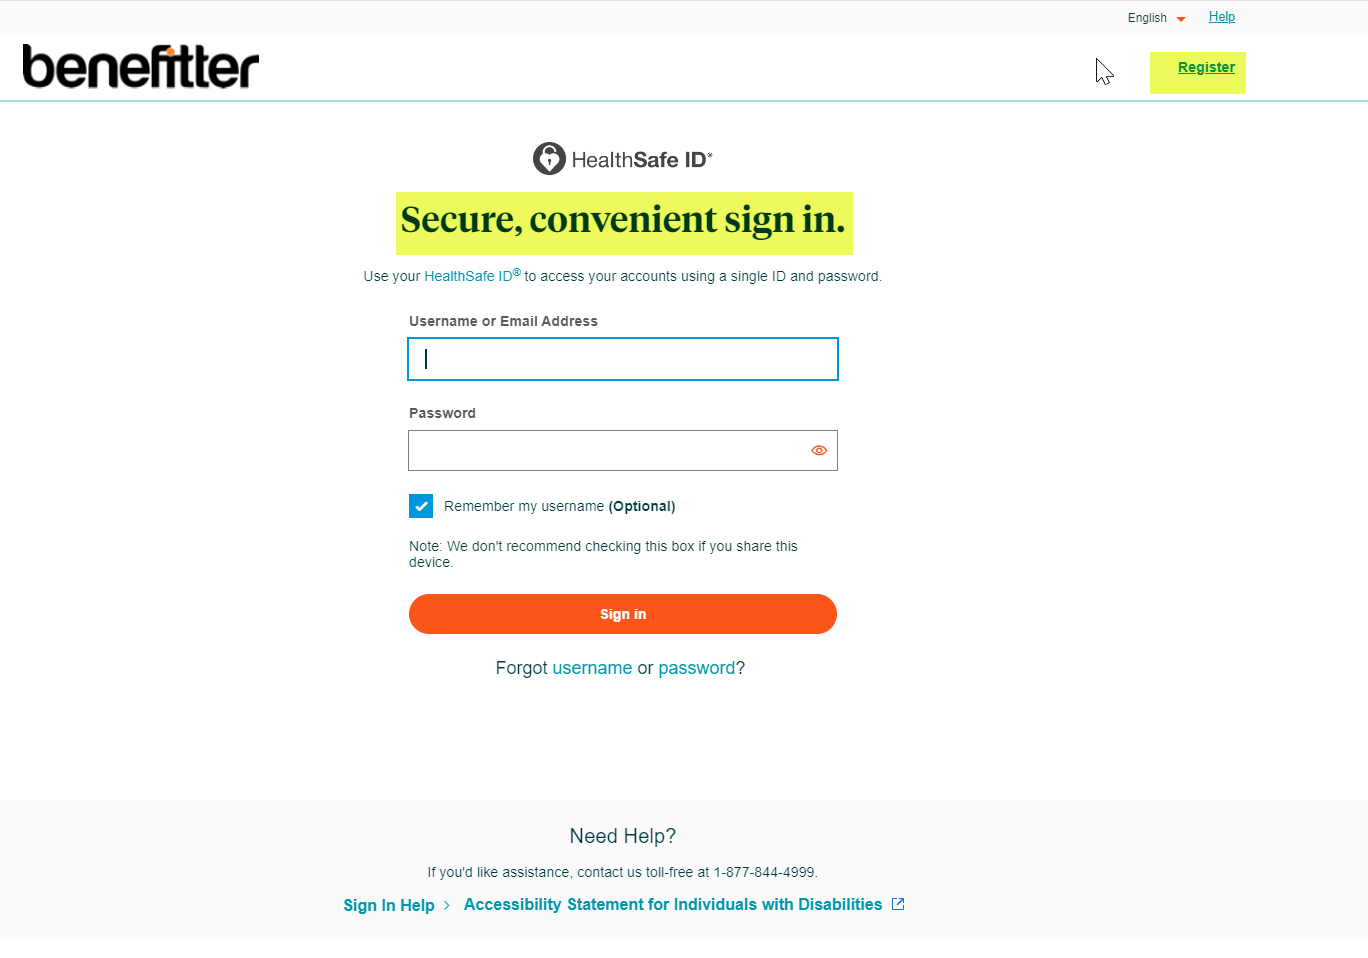 English
Help
benefitter
Register
HealthSafe ID®
Secure, convenient sign in.
Use your HealthSafe ID® to access your accounts using a single ID and password.
Username or Email Address
Password
Remember my username (Optional)
Note: We don't recommend checking this box if you share this
device.
Sign in
Forgot username or password?
Need Help?
If you'd like assistance, contact us toll-free at 1-877-844-4999.
Sign In Help
Accessibility Statement for Individuals with Disabilities